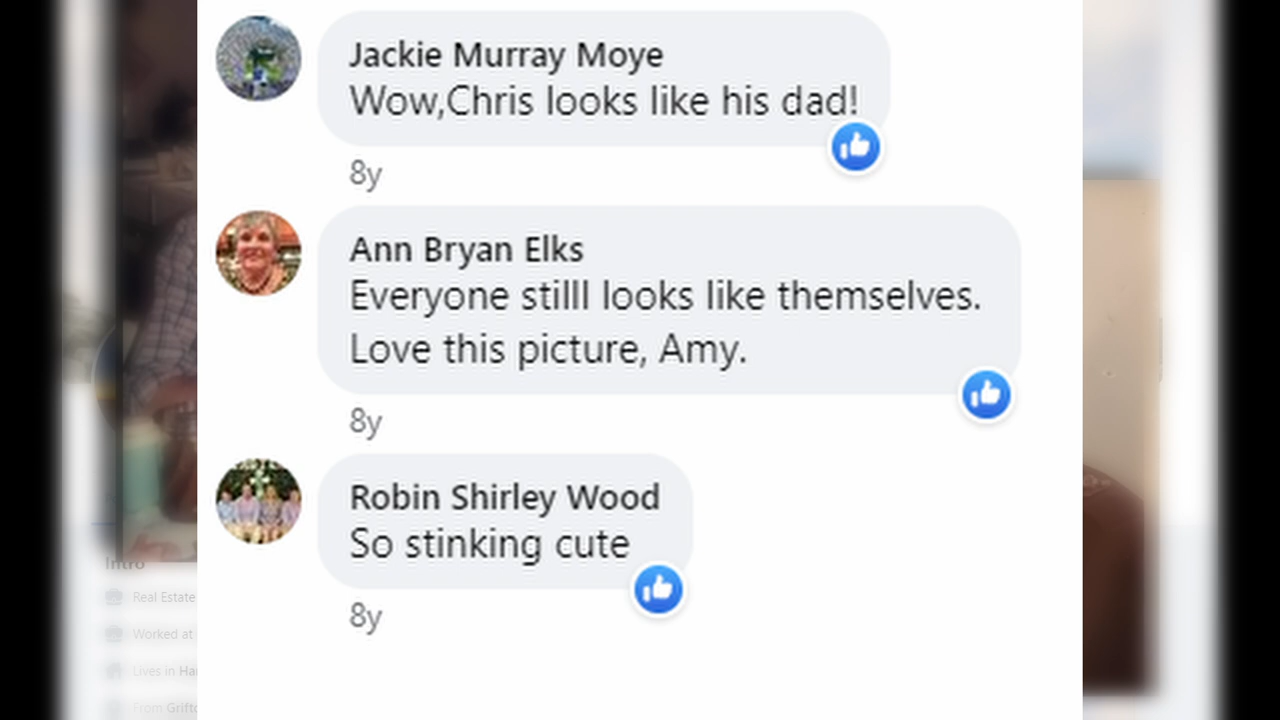 Jackie Murray Moye
Wow,Chris looks like his dad!
8y
Ann Bryan Elks
Everyone stilll looks like themselves.
Love this picture, Amy.
8y
Robin Shirley Wood
So stinking cute
8y
Intro
Real Estate
Worked at
Lives in Ha
From Grifto